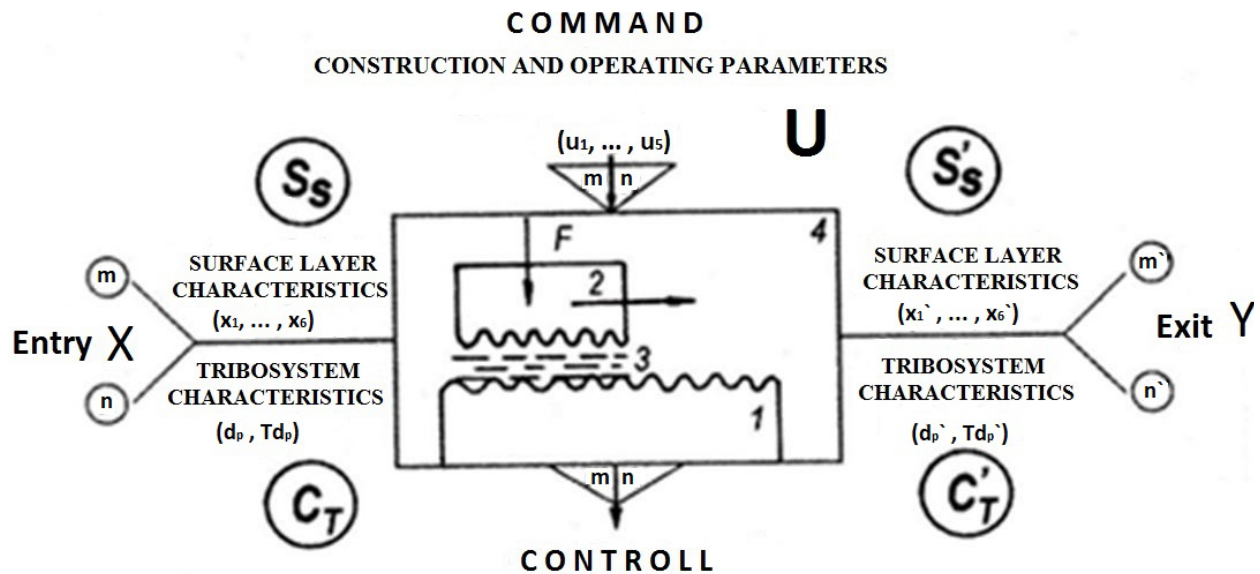 COMMAND
CONSTRUCTION AND OPERATING PARAMETERS
(u1, ... , u5)
U
m n
Ss
S's
F
4
2
3
1
m
SURFACE LAYER
CHARACTERISTICS
(x1, ... , x6)
Entry X
n
TRIBOSYSTEM
CHARACTERISTICS
(dp , Tdp)
CT
SURFACE LAYER
CHARACTERISTICS
(x1` , ... , x6`)
m`
Exit Y
TRIBOSYSTEM
CHARACTERISTICS
n`
(dp` , Tdp`)
C'T
m n
CONTROLL